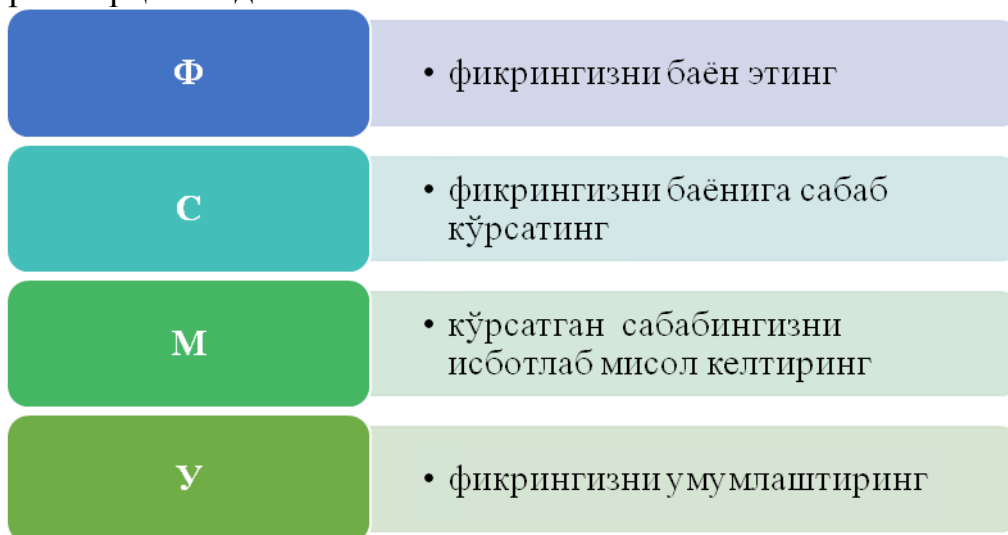 Ф
• фикрингизни баён этинг
С
• фикрингизни баёнига сабаб
кўрсатинг
М
• кўрсатган сабабингизни
исботлаб мисол келтиринг
У
• фикрингизни умумлаштиринг